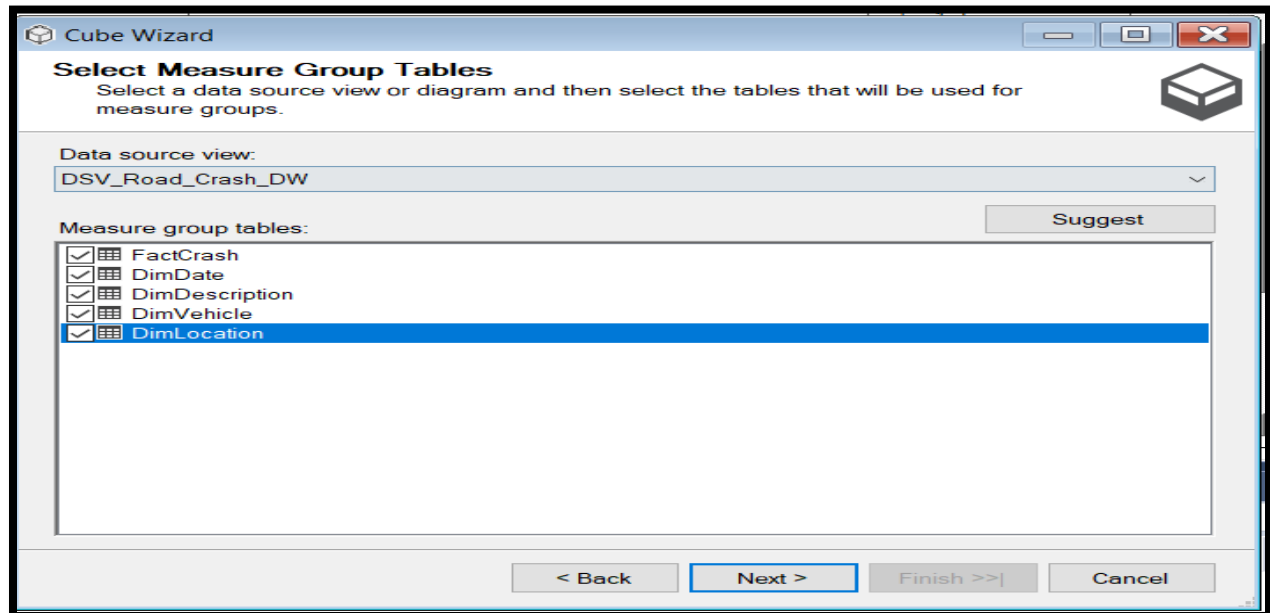 Cube Wizard
Select Measure Group Tables
Select a data source view or diagram and then select the tables that will be used for
measure groups.
Data source view:
DSV_Road_Crash_DW
Suggest
Measure group tables:
FactCrash
DimDate
DimDescription
DimVehicle
DimLocation
< Back Next > Finish >>| Cancel